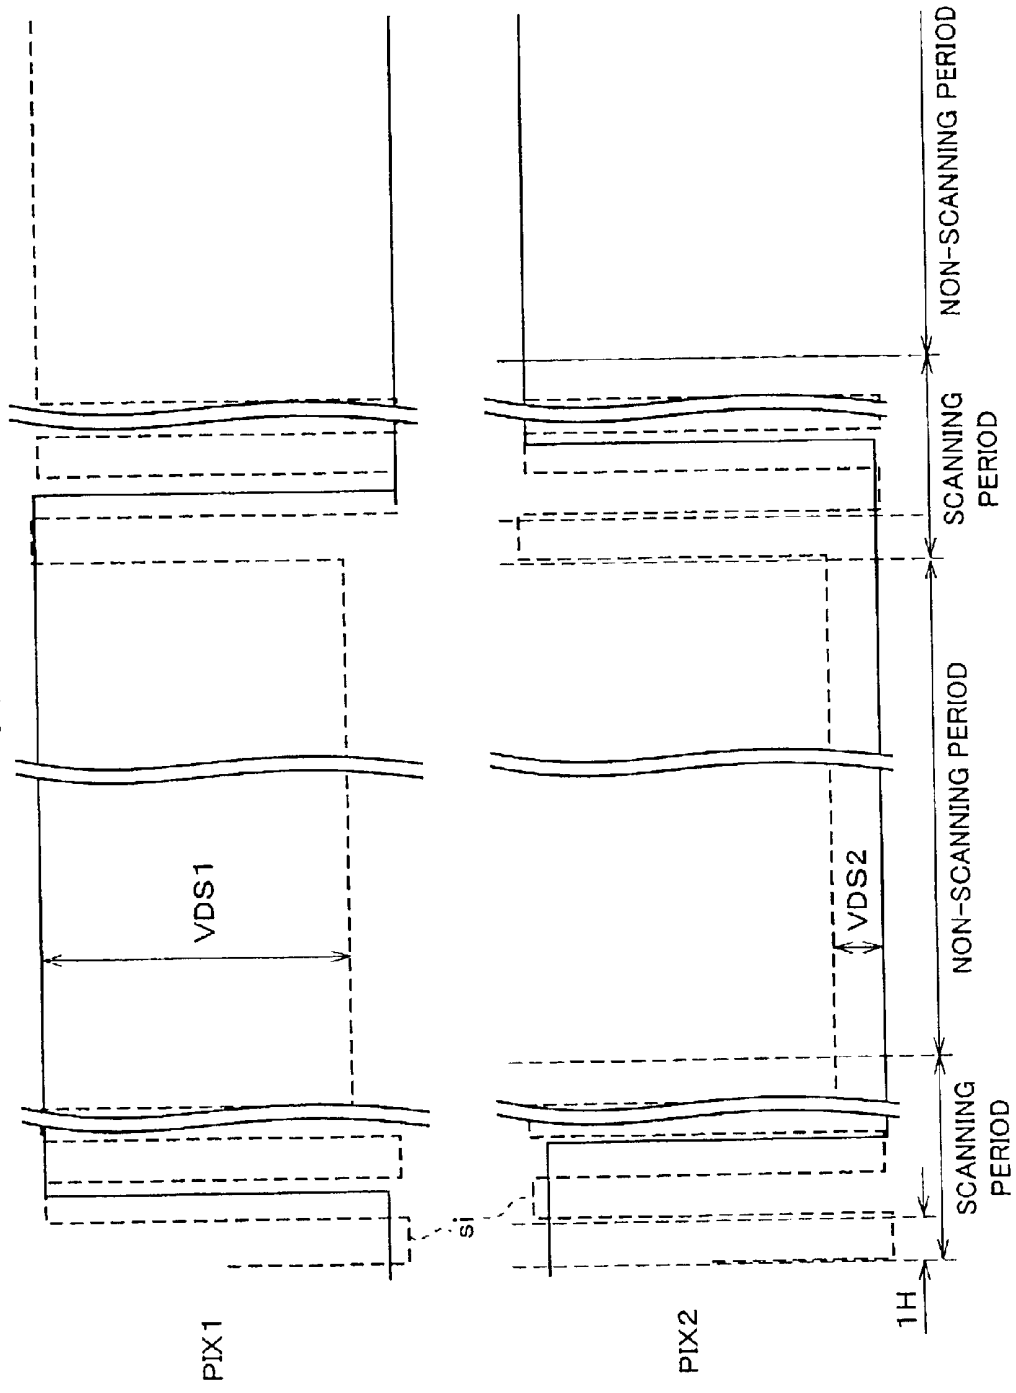 PIX1
VDS1
si
PIX2
VDS2
1H
SCANNING
PERIOD
NON-SCANNING PERIOD
SCANNING
PERIOD
NON-SCANNING PERIOD